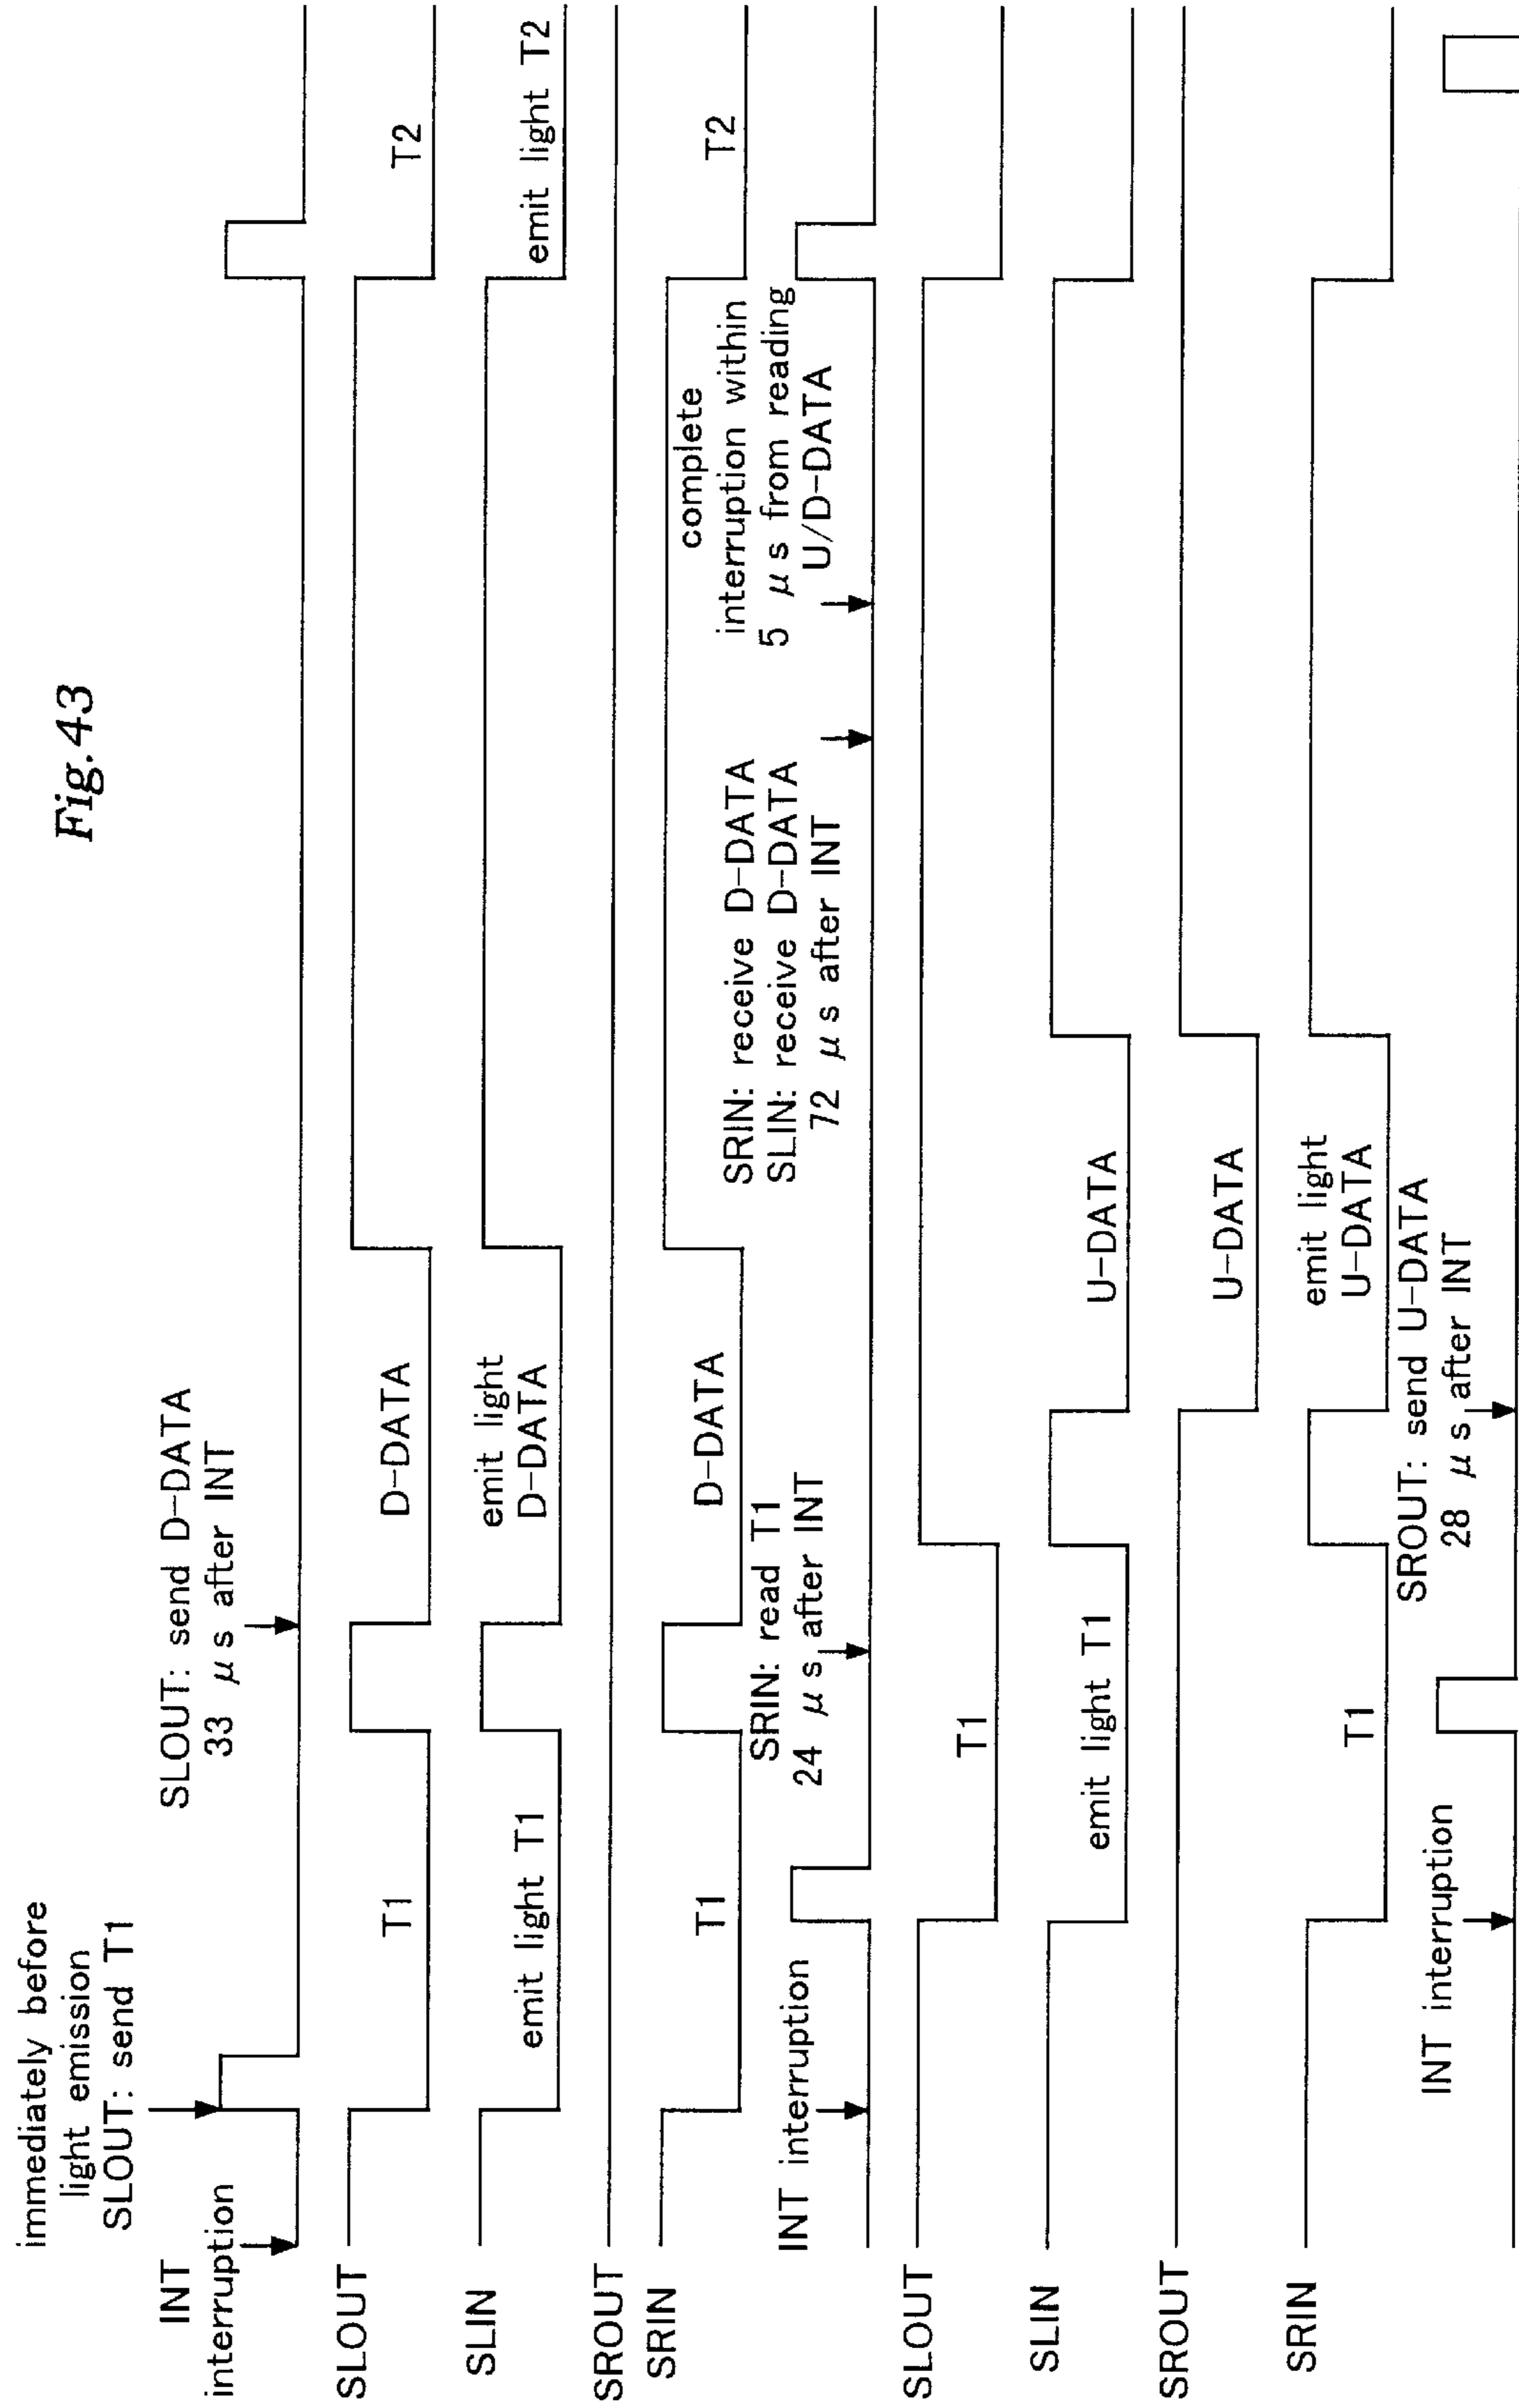 Fig.43
immediately before
light emission
SLOUT: send T1
SLOUT: send D-DATA
33 μs after INT
INT
interruption
SLOUT
T1
D-DATA
T2
SLIN
emit light T1
emit light
D-DATA
emit light T2
SROUT
SRIN
T1
D-DATA
T2
INT interruption
SRIN: read T1
24 μs after INT
SRIN: receive D-DATA
SLIN: receive D-DATA
72 μs after INT
complete
interruption within
5 μs from reading
U/D-DATA
SLOUT
T1
SLIN
emit light T1
U-DATA
SROUT
U-DATA
SRIN
T1
emit light
U-DATA
INT interruption
SROUT: send U-DATA
28 μs after INT